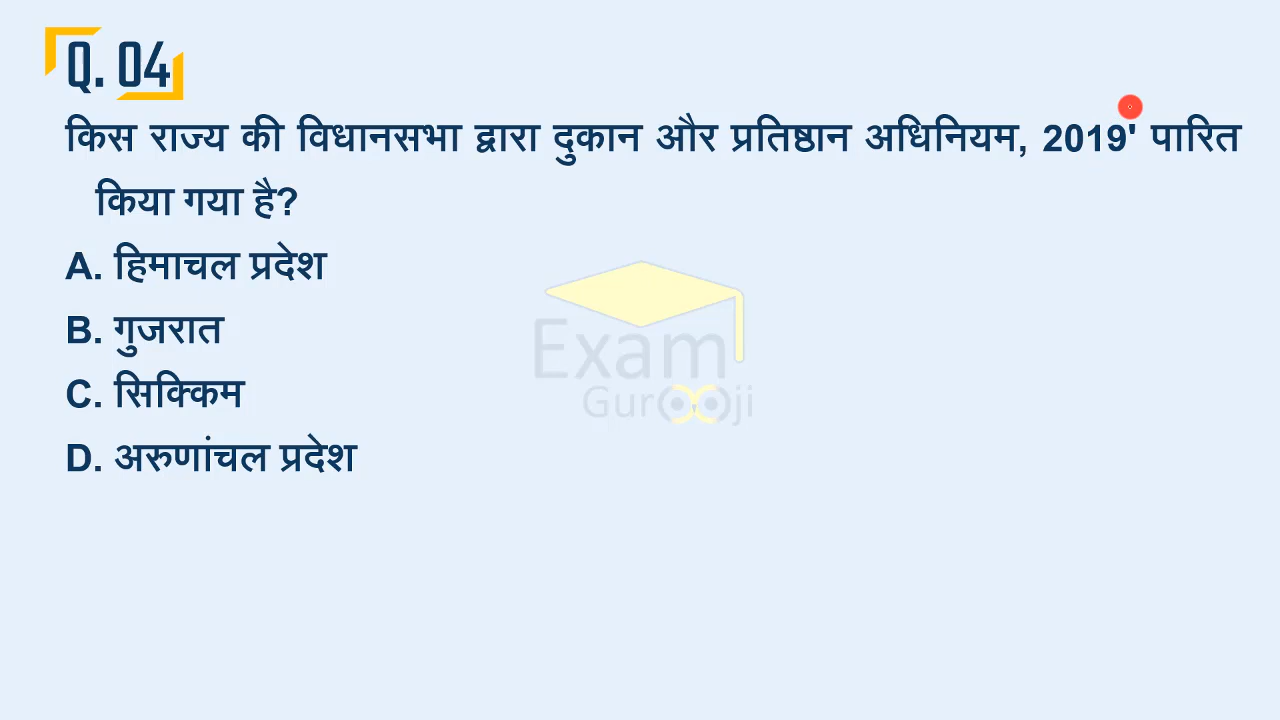 Q. 04
किस राज्य की विधानसभा द्वारा दुकान और प्रतिष्ठान अधिनियम, 2019' पारित
किया गया है?
A. हिमाचल प्रदेश
B. गुजरात
C. सिक्किम
D. अरुणांचल प्रदेश
Exam
Gurooji